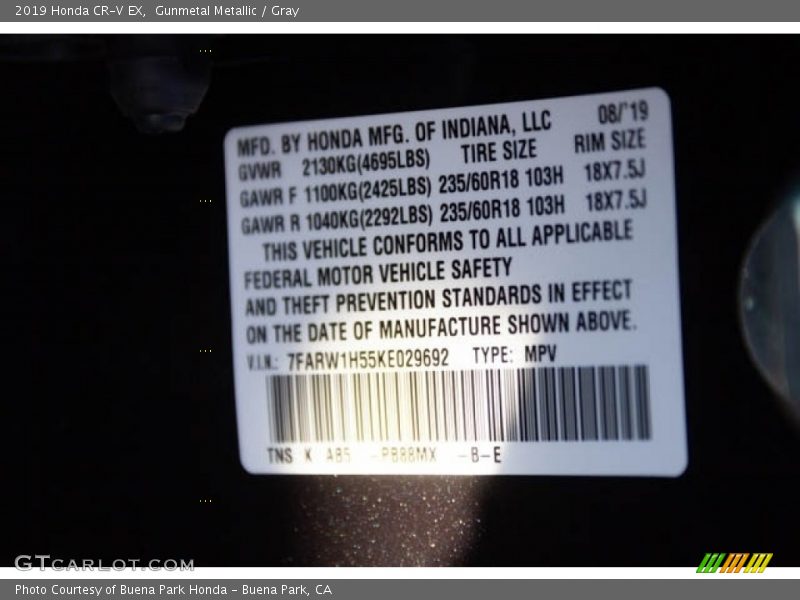 2019 Honda CR-V EX, Gunmetal Metallic / Gray
MFD. BY HONDA MFG. OF INDIANA, LLC 08/'19
GVWR 2130KG(4695LBS) TIRE SIZE RIM SIZE
GAWR F 1100KG(2425LBS) 235/60R18 103H 18X7.5J
GAWR R 1040KG(2292LBS) 235/60R18 103H 18X7.5J
THIS VEHICLE CONFORMS TO ALL APPLICABLE
FEDERAL MOTOR VEHICLE SAFETY
AND THEFT PREVENTION STANDARDS IN EFFECT
ON THE DATE OF MANUFACTURE SHOWN ABOVE.
V.I.N.: 7FARW1H55KE029692 TYPE: MPV
TNS K A85 -PB88MX -B-E
GTCARLOT.COM
Photo Courtesy of Buena Park Honda - Buena Park, CA